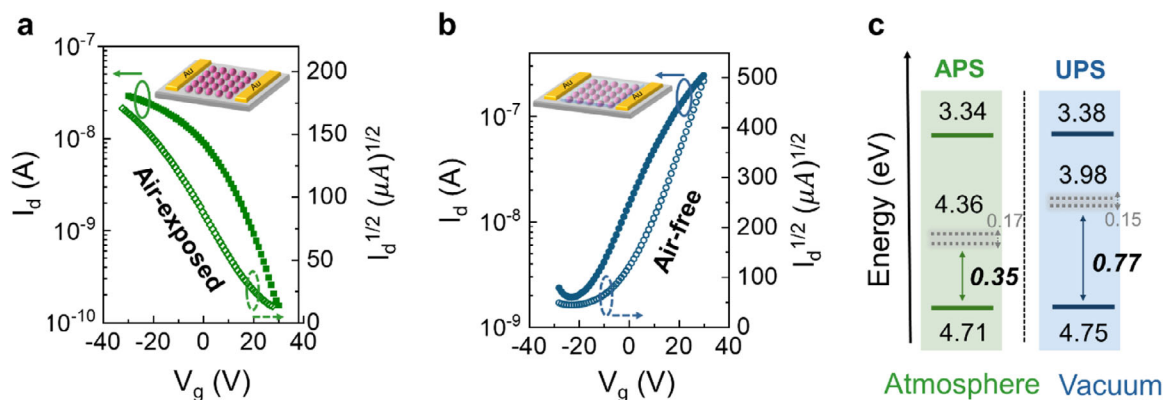 a
10⁻⁷
10⁻⁸
10⁻⁹
10⁻¹⁰
I_d (A)
Au
Au
Air-exposed
200
150
100
50
0
I_d^1/2 (μA)^1/2
-40 -20 0 20 40
V_g (V)
b
10⁻⁷
10⁻⁸
10⁻⁹
I_d (A)
Au
Au
Air-free
500
400
300
200
100
0
I_d^1/2 (μA)^1/2
-40 -20 0 20 40
V_g (V)
c
Energy (eV)
APS
3.34
4.36
0.17
0.35
4.71
Atmosphere
UPS
3.38
3.98
0.15
0.77
4.75
Vacuum